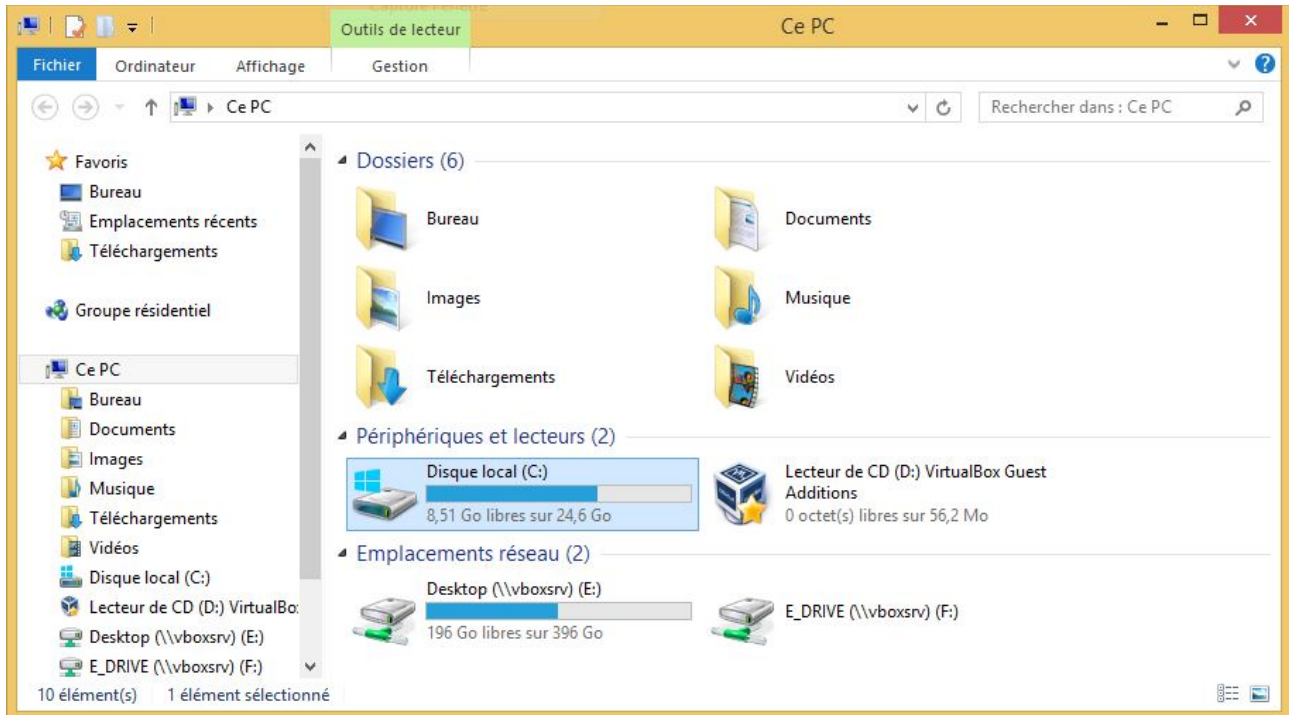 Capture Fenêtre
Outils de lecteur
Ce PC
Fichier
Ordinateur
Affichage
Gestion
Ce PC
Rechercher dans : Ce PC
Favoris
Bureau
Emplacements récents
Téléchargements
Groupe résidentiel
Ce PC
Bureau
Documents
Images
Musique
Téléchargements
Vidéos
Disque local (C:)
Lecteur de CD (D:) VirtualBo
Desktop (\\vboxsrv) (E:)
E_DRIVE (\\vboxsrv) (F:)
Dossiers (6)
Bureau
Documents
Images
Musique
Téléchargements
Vidéos
Périphériques et lecteurs (2)
Disque local (C:)
8,51 Go libres sur 24,6 Go
Lecteur de CD (D:) VirtualBox Guest
Additions
0 octet(s) libres sur 56,2 Mo
Emplacements réseau (2)
Desktop (\\vboxsrv) (E:)
196 Go libres sur 396 Go
E_DRIVE (\\vboxsrv) (F:)
10 élément(s)
1 élément sélectionné